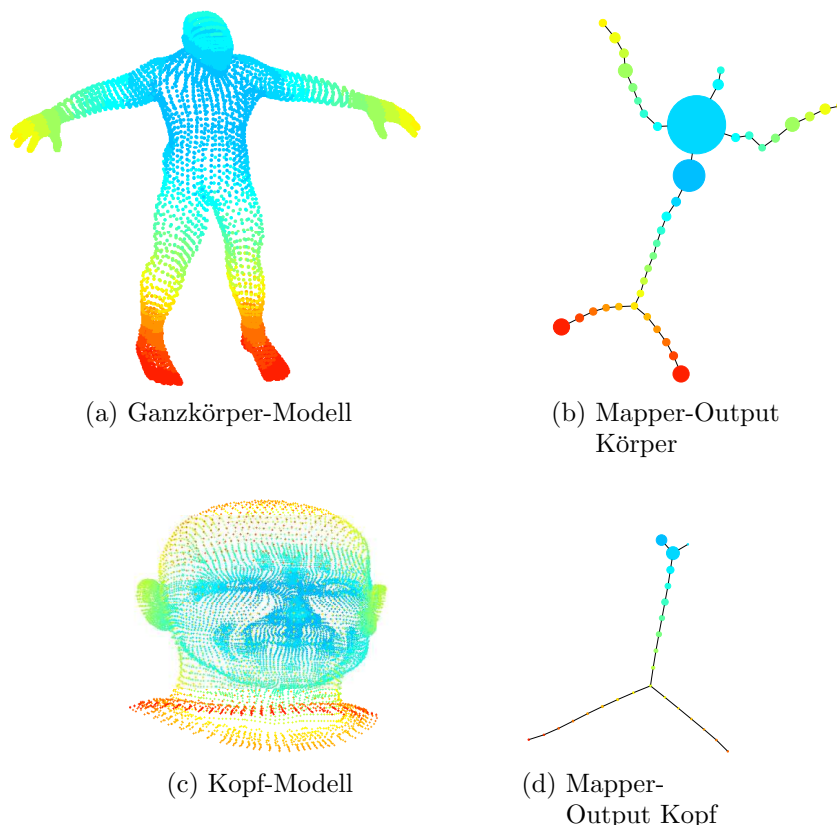 (a) Ganzkörper-Modell
(b) Mapper-Output
Körper
(c) Kopf-Modell
(d) Mapper-
Output Kopf